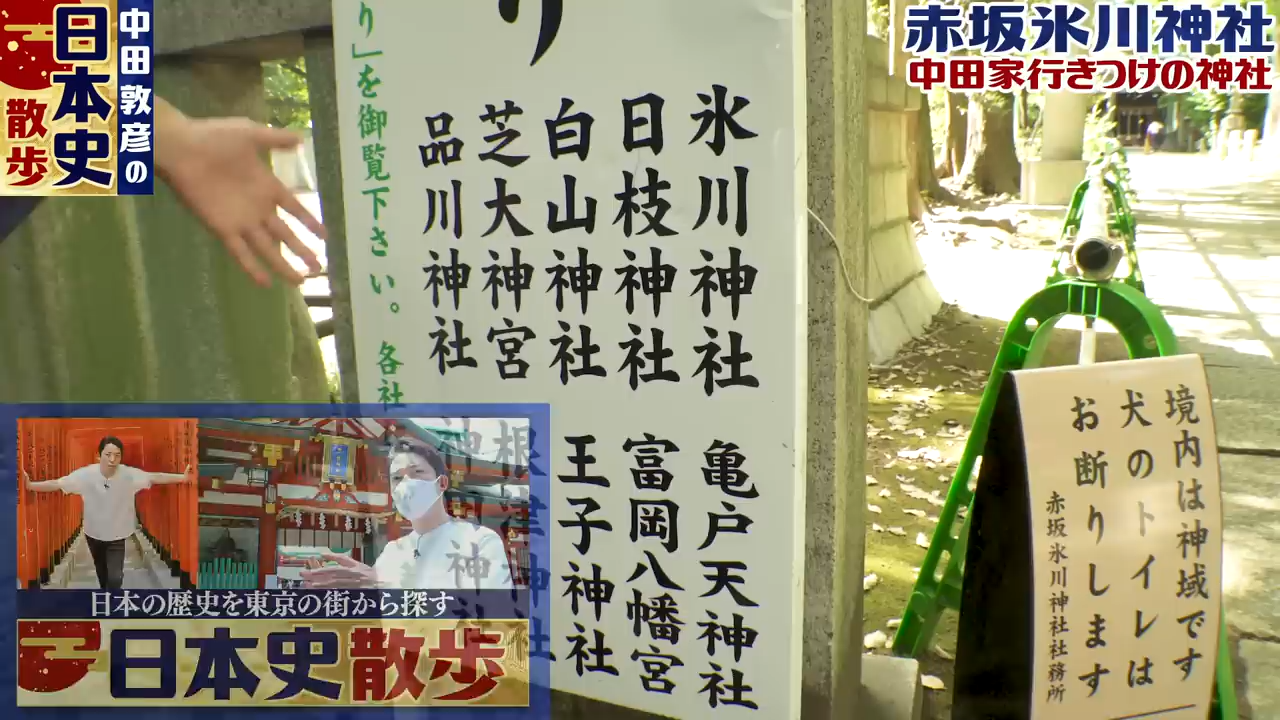 中田敦彦の
日本史
散歩
赤坂氷川神社
中田家行きつけの神社
り
氷川神社
日枝神社
白山神社
芝大神宮
品川神社
亀戸天神社
富岡八幡宮
王子神社
根津神社
神
神社
り」を御覧下さい。各社
境内は神域です
犬のトイレは
お断りします
赤坂氷川神社社務所
日本の歴史を東京の街から探す
日本史散歩